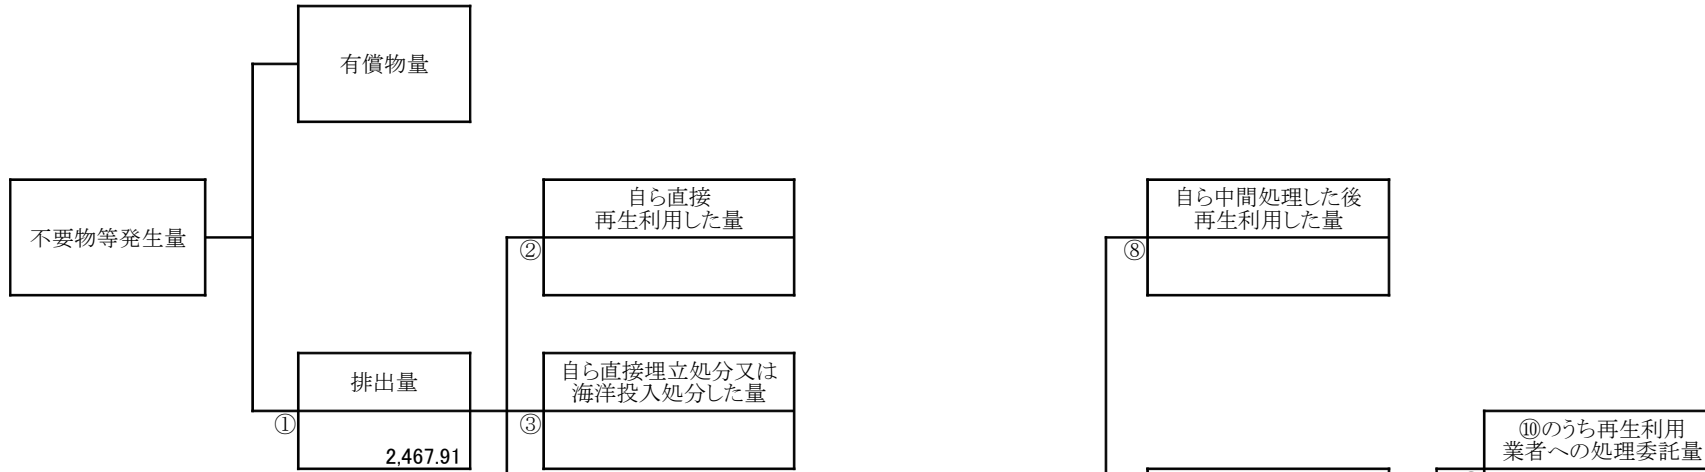 有償物量
不要物等発生量
自ら直接
再生利用した量
②
自ら中間処理した後
再生利用した量
⑧
排出量
①
2,467.91
自ら直接埋立処分又は
海洋投入処分した量
③
⑩のうち再生利用
業者への処理委託量